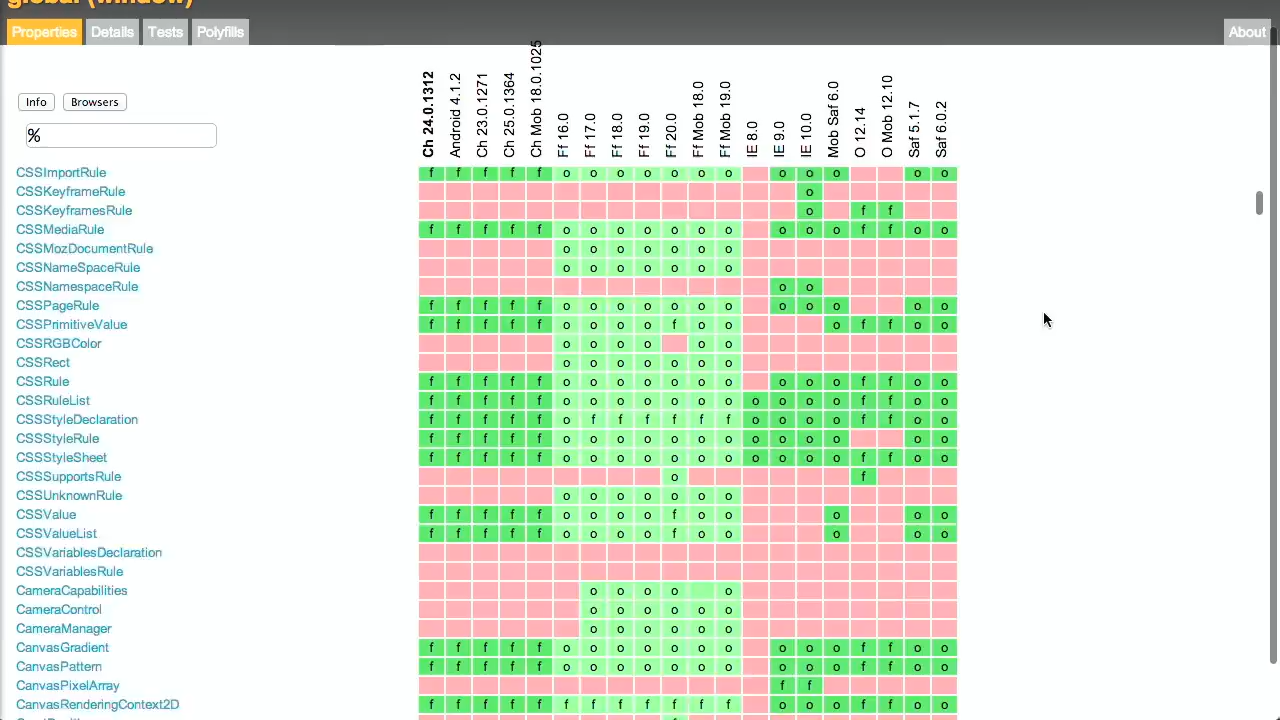 global (window)
Properties Details Tests Polyfills About
Info Browsers
%
Ch 24.0.1312 Android 4.1.2 Ch 23.0.1271 Ch 25.0.1364 Ch Mob 18.0.1025 Ff 16.0 Ff 17.0 Ff 18.0 Ff 19.0 Ff 20.0 Ff Mob 18.0 Ff Mob 19.0 IE 8.0 IE 9.0 IE 10.0 Mob Saf 6.0 O 12.14 O Mob 12.10 Saf 5.1.7 Saf 6.0.2
CSSImportRule f f f f f o o o o o o o o o o o o
CSSKeyframeRule o
CSSKeyframesRule o f f
CSSMediaRule f f f f f o o o o o o o o o o f f o o
CSSMozDocumentRule o o o o o o o
CSSNameSpaceRule o o o o o o o
CSSNamespaceRule o o
CSSPageRule f f f f f o o o o o o o o o o o o
CSSPrimitiveValue f f f f f o o o o f o o o f f o o
CSSRGBColor o o o o o o
CSSRect o o o o o o o
CSSRule f f f f f o o o o o o o o o o f f o o
CSSRuleList f f f f f o o o o o o o o o o o f f o o
CSSStyleDeclaration f f f f f o f f f f f f o o o o f f o o
CSSStyleRule f f f f f o o o o o o o o o o o o o
CSSStyleSheet f f f f f o o o o o o o o o o o f f o o
CSSSupportsRule o f
CSSUnknownRule o o o o o o o
CSSValue f f f f f o o o o f o o o o o
CSSValueList f f f f f o o o o f o o o o o
CSSVariablesDeclaration
CSSVariablesRule
CameraCapabilities o o o o o
CameraControl o o o o o o
CameraManager o o o o o o
CanvasGradient f f f f f o o o o o o o o o o f f o o
CanvasPattern f f f f f o o o o o o o o o o f f o o
CanvasPixelArray f f
CanvasRenderingContext2D f f f f f f f f f f f f o o o f f o o